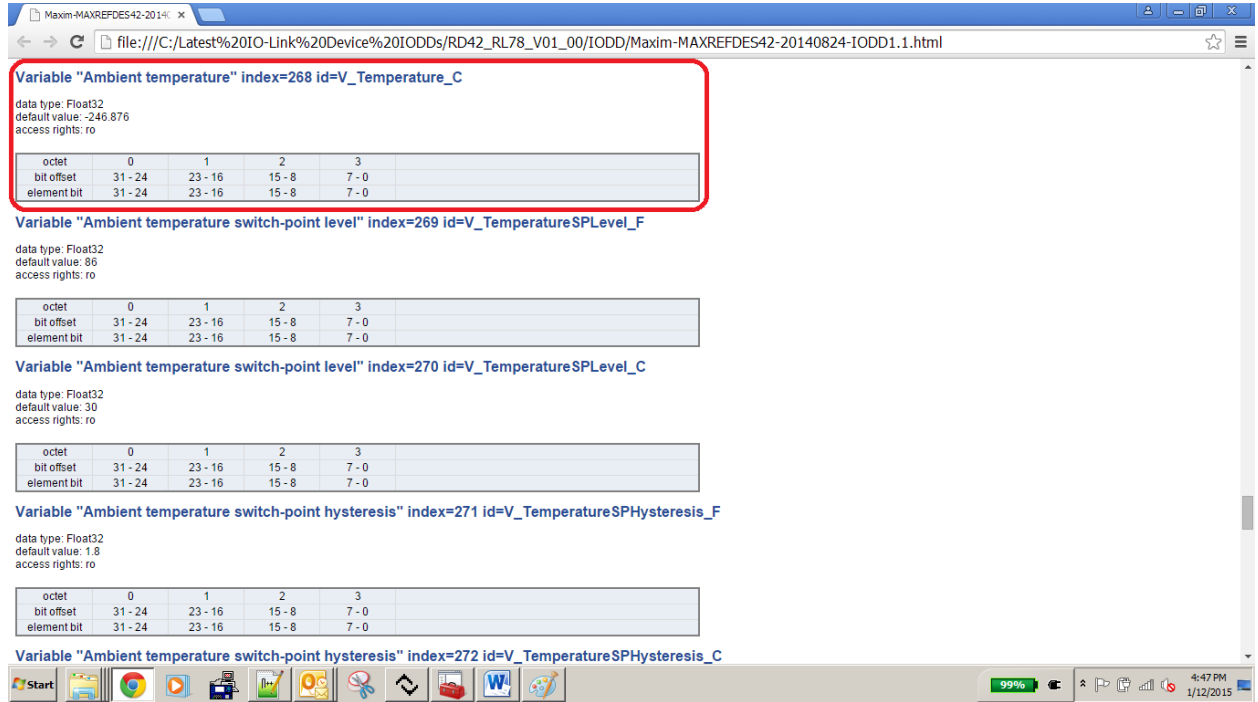 Maxim-MAXREFDES42-2014
file:///C:/Latest%20IO-Link%20Device%20IODDs/RD42_RL78_V01_00/IODD/Maxim-MAXREFDES42-20140824-IODD1.1.html
Variable "Ambient temperature" index=268 id=V_Temperature_C
data type: Float32
default value: -246.876
access rights: ro
octet 0 1 2 3
bit offset 31 - 24 23 - 16 15 - 8 7 - 0
element bit 31 - 24 23 - 16 15 - 8 7 - 0
Variable "Ambient temperature switch-point level" index=269 id=V_TemperatureSPLevel_F
data type: Float32
default value: 86
access rights: ro
octet 0 1 2 3
bit offset 31 - 24 23 - 16 15 - 8 7 - 0
element bit 31 - 24 23 - 16 15 - 8 7 - 0
Variable "Ambient temperature switch-point level" index=270 id=V_TemperatureSPLevel_C
data type: Float32
default value: 30
access rights: ro
octet 0 1 2 3
bit offset 31 - 24 23 - 16 15 - 8 7 - 0
element bit 31 - 24 23 - 16 15 - 8 7 - 0
Variable "Ambient temperature switch-point hysteresis" index=271 id=V_TemperatureSPHysteresis_F
data type: Float32
default value: 1.8
access rights: ro
octet 0 1 2 3
bit offset 31 - 24 23 - 16 15 - 8 7 - 0
element bit 31 - 24 23 - 16 15 - 8 7 - 0
Variable "Ambient temperature switch-point hysteresis" index=272 id=V_TemperatureSPHysteresis_C
Start
99%
4:47 PM
1/12/2015